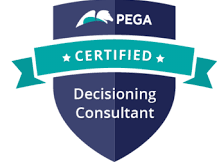 PEGA
★ CERTIFIED ★
Decisioning
Consultant